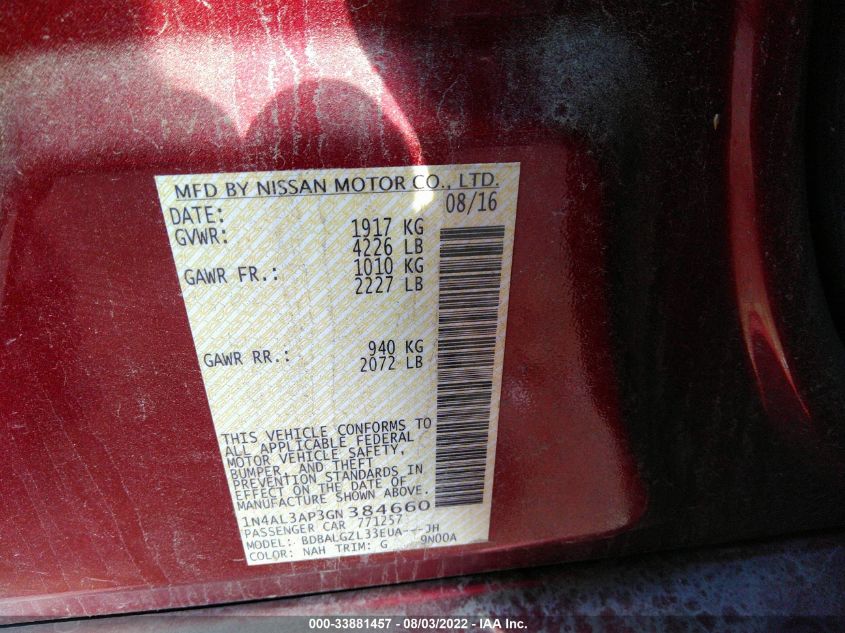 MFD BY NISSAN MOTOR CO., LTD.
DATE: 08/16
GVWR: 1917 KG
4226 LB
GAWR FR.: 1010 KG
2227 LB
GAWR RR.: 940 KG
2072 LB
THIS VEHICLE CONFORMS TO
ALL APPLICABLE FEDERAL
MOTOR VEHICLE SAFETY,
BUMPER, AND THEFT
PREVENTION STANDARDS IN
EFFECT ON THE DATE OF
MANUFACTURE SHOWN ABOVE.
1N4AL3AP3GN 384660
PASSENGER CAR 771257
MODEL: BDBALGZL33EUA---JH
COLOR: NAH TRIM: G 9N00A
000-33881457 - 08/03/2022 - IAA Inc.